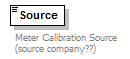 Source
Meter Calibration Source
(source company??)